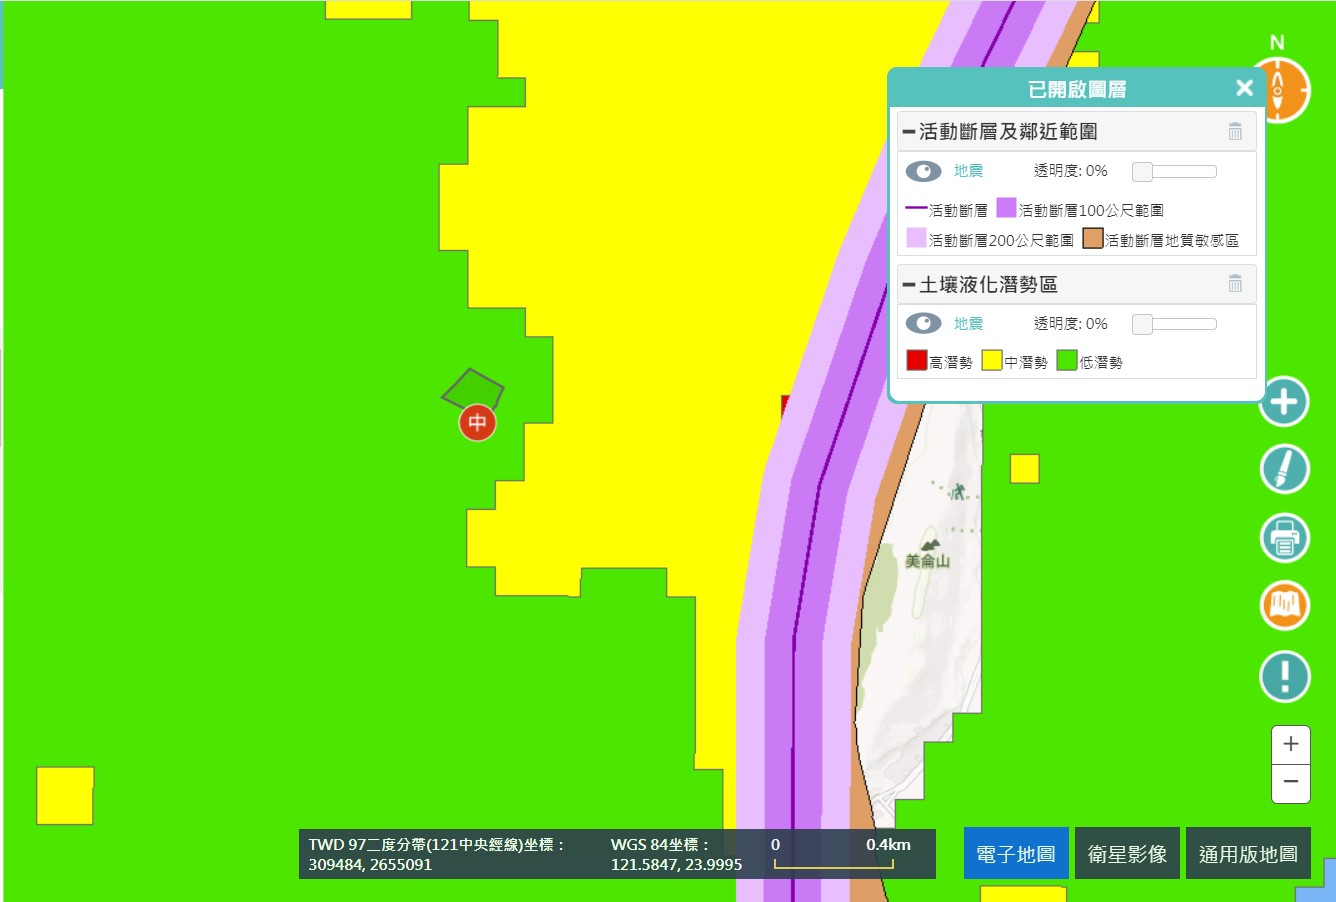 N
已開啟圖層
活動斷層及鄰近範圍
地震 透明度: 0%
活動斷層 活動斷層100公尺範圍
活動斷層200公尺範圍 活動斷層地質敏感區
土壤液化潛勢區
地震 透明度: 0%
高潛勢 中潛勢 低潛勢
中
美侖山
TWD 97二度分帶(121中央經線)坐標：
309484, 2655091
WGS 84坐標：
121.5847, 23.9995
0 0.4km
電子地圖 衛星影像 通用版地圖